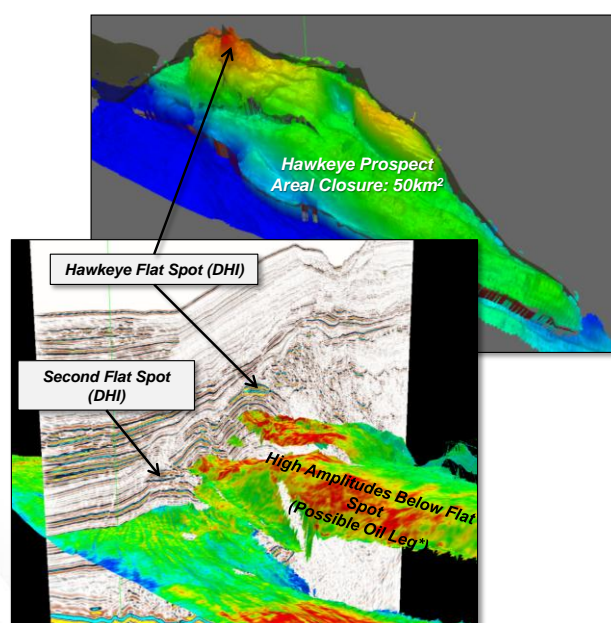 Hawkeye Prospect
Areal Closure: 50km²
Hawkeye Flat Spot (DHI)
Second Flat Spot
(DHI)
High Amplitudes Below Flat
Spot
(Possible Oil Leg*)